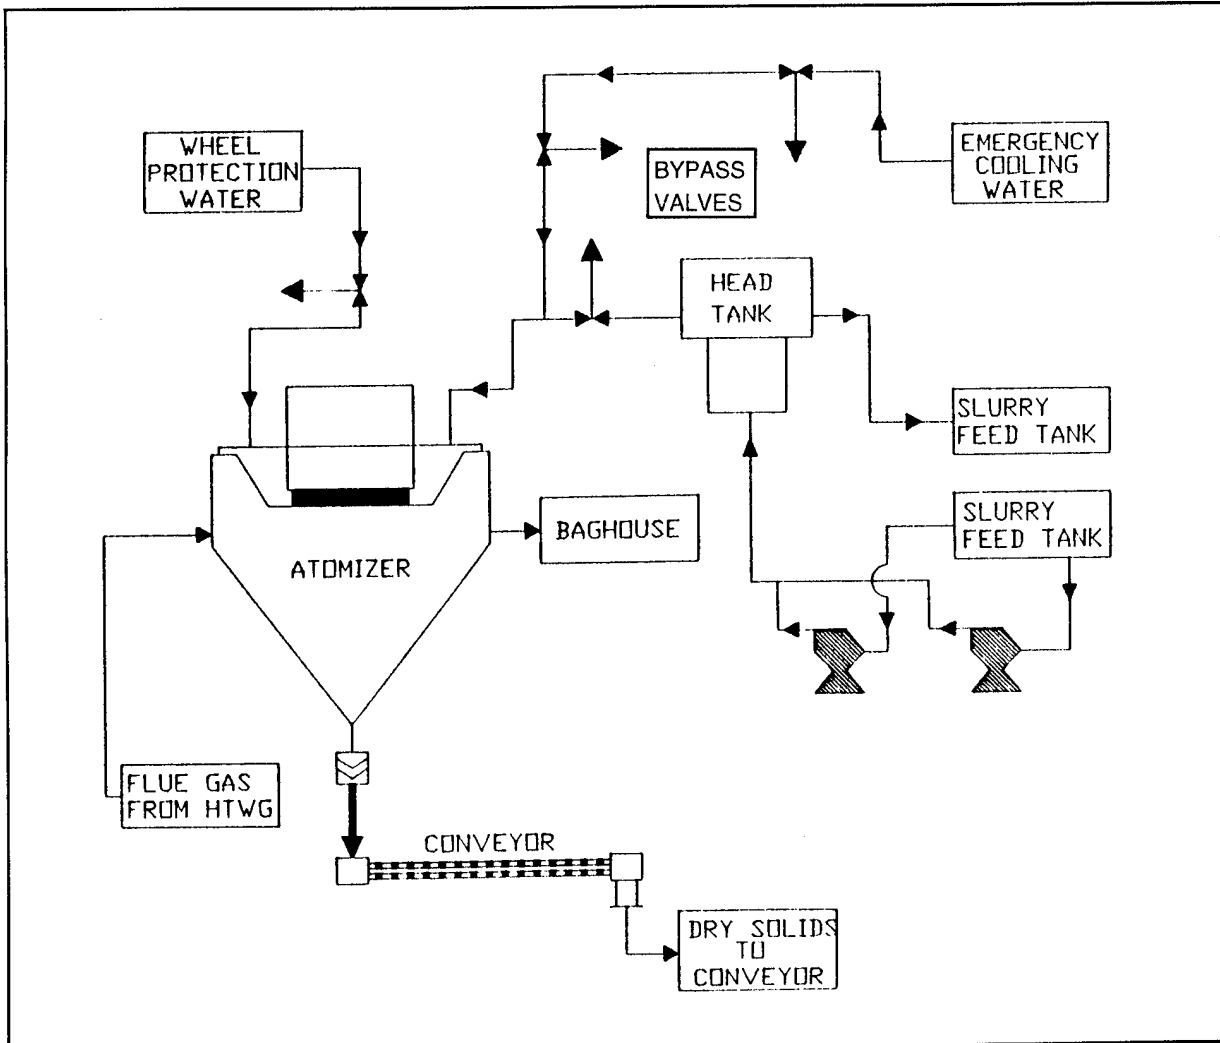 WHEEL
PROTECTION
WATER
BYPASS
VALVES
EMERGENCY
COOLING
WATER
HEAD
TANK
SLURRY
FEED TANK
SLURRY
FEED TANK
BAGHOUSE
ATOMIZER
FLUE GAS
FROM HTWG
CONVEYOR
DRY SOLIDS
TO
CONVEYOR